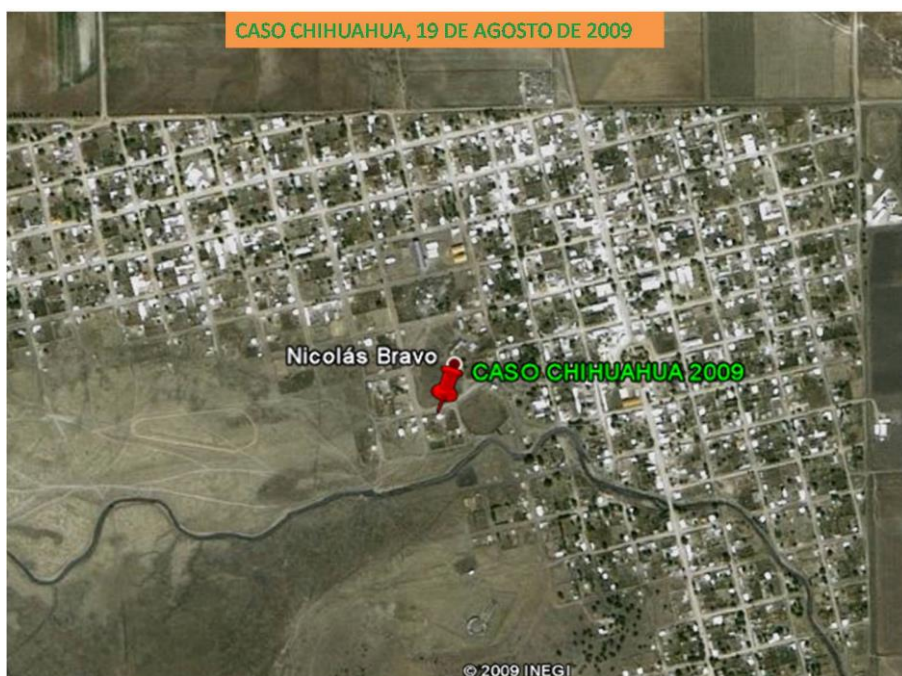 CASO CHIHUAHUA, 19 DE AGOSTO DE 2009
Nicolás Bravo
CASO CHIHUAHUA 2009
© 2009 INEGI